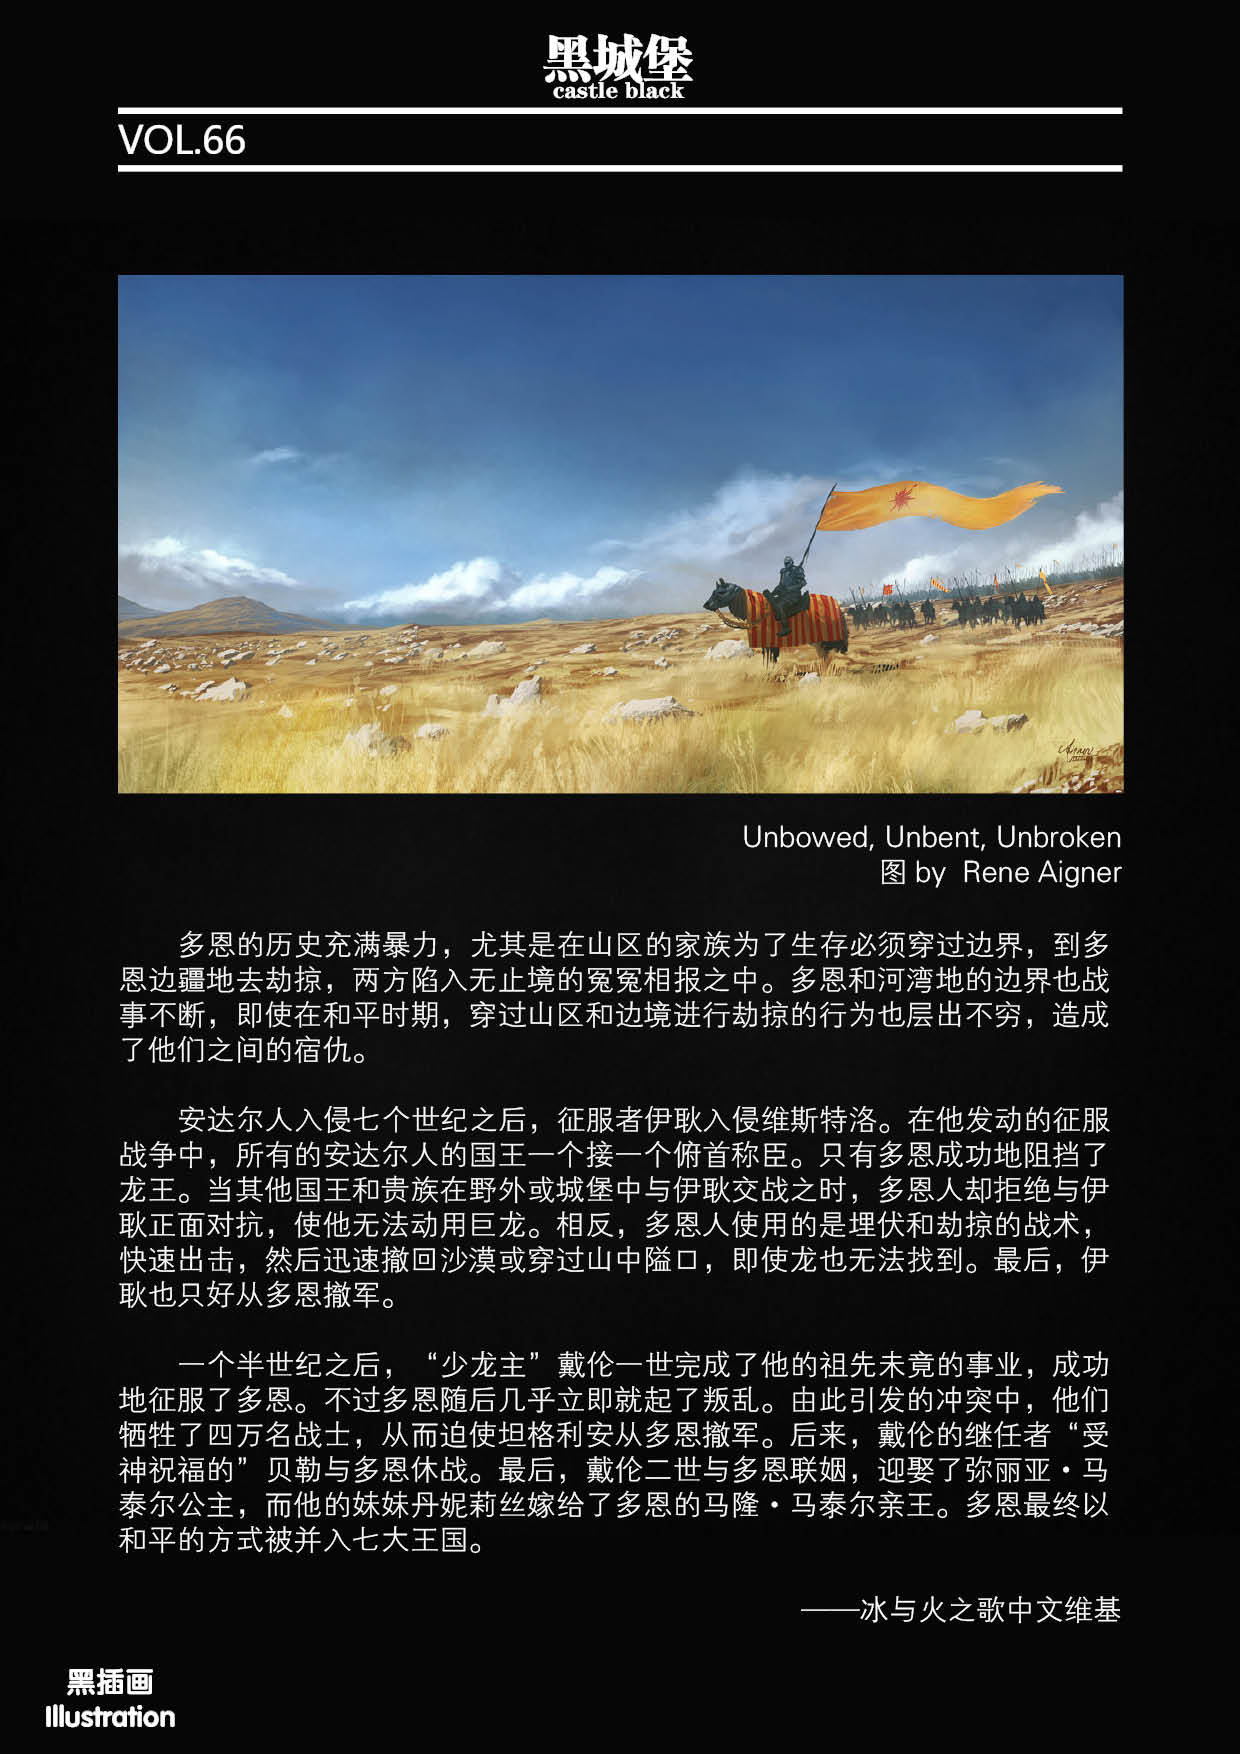 黑城堡
castle black
VOL.66
Unbowed, Unbent, Unbroken
图 by Rene Aigner
多恩的历史充满暴力，尤其是在山区的家族为了生存必须穿过边界，到多
恩边疆地去劫掠，两方陷入无止境的冤冤相报之中。多恩和河湾地的边界也战
事不断，即使在和平时期，穿过山区和边境进行劫掠的行为也层出不穷，造成
了他们之间的宿仇。
安达尔人入侵七个世纪之后，征服者伊耿入侵维斯特洛。在他发动的征服
战争中，所有的安达尔人的国王一个接一个俯首称臣。只有多恩成功地阻挡了
龙王。当其他国王和贵族在野外或城堡中与伊耿交战之时，多恩人却拒绝与伊
耿正面对抗，使他无法动用巨龙。相反，多恩人使用的是埋伏和劫掠的战术，
快速出击，然后迅速撤回沙漠或穿过山中隘口，即使龙也无法找到。最后，伊
耿也只好从多恩撤军。
一个半世纪之后，“少龙主”戴伦一世完成了他的祖先未竟的事业，成功
地征服了多恩。不过多恩随后几乎立即就起了叛乱。由此引发的冲突中，他们
牺牲了四万名战士，从而迫使坦格利安从多恩撤军。后来，戴伦的继任者“受
神祝福的”贝勒与多恩休战。最后，戴伦二世与多恩联姻，迎娶了弥丽亚·马
泰尔公主，而他的妹妹丹妮莉丝嫁给了多恩的马隆·马泰尔亲王。多恩最终以
和平的方式被并入七大王国。
——冰与火之歌中文维基
黑插画
Illustration